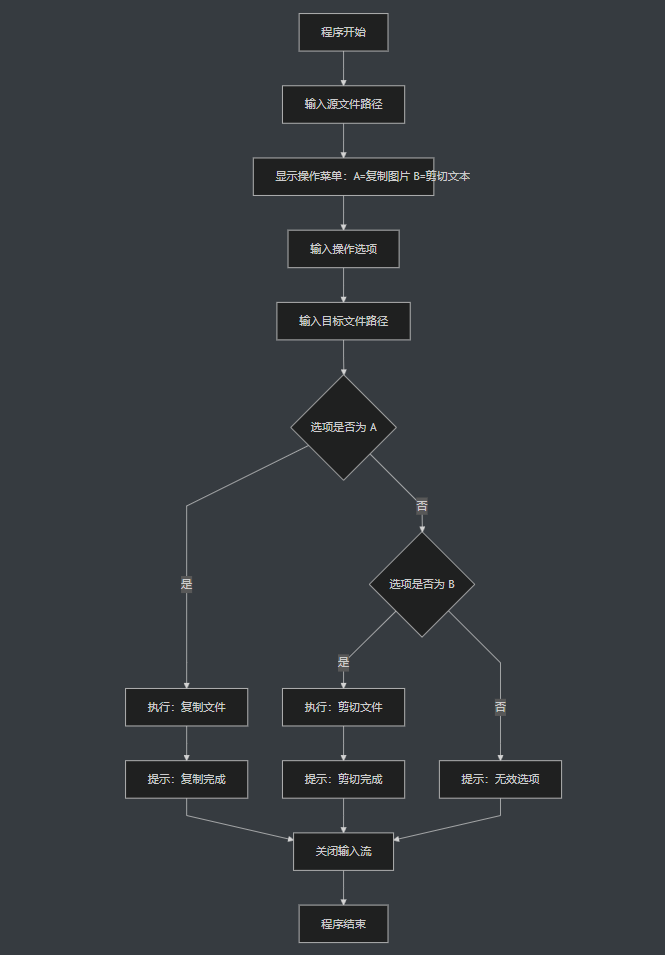 程序开始
输入源文件路径
显示操作菜单：A=复制图片 B=剪切文本
输入操作选项
输入目标文件路径
选项是否为 A
否
是
选项是否为 B
是
否
执行：复制文件
执行：剪切文件
提示：复制完成
提示：剪切完成
提示：无效选项
关闭输入流
程序结束